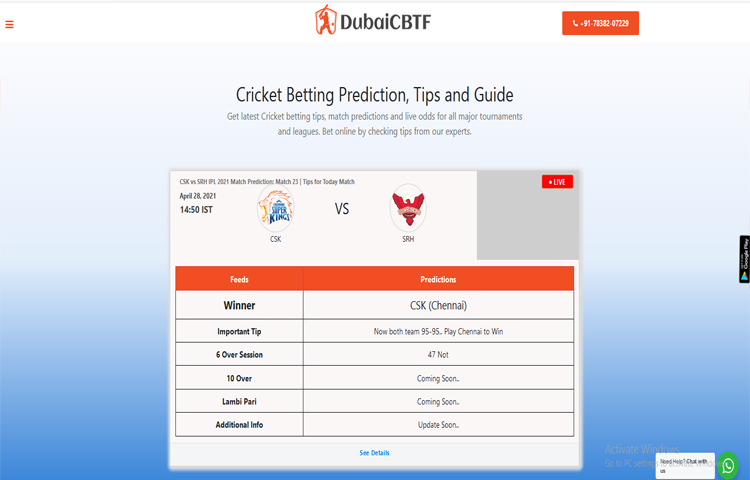 DubaiCBTF
+91-78382-07229
Cricket Betting Prediction, Tips and Guide
Get latest Cricket betting tips, match predictions and live odds for all major tournaments
and leagues. Bet online by checking tips from our experts.
CSK vs SRH IPL 2021 Match Prediction: Match 23 | Tips for Today Match
LIVE
April 28, 2021
14:50 IST
CHENNAI
SUPER
KINGS
VS
CSK
SRH
Google Play
Feeds Predictions
Winner CSK (Chennai)
Important Tip Now both team 95-95.. Play Chennai to Win
6 Over Session 47 Not
10 Over Coming Soon..
Lambi Pari Coming Soon..
Additional Info Update Soon..
See Details
Activate Windows
Go to PC settings to activate Windows
Need Help? Chat with
us